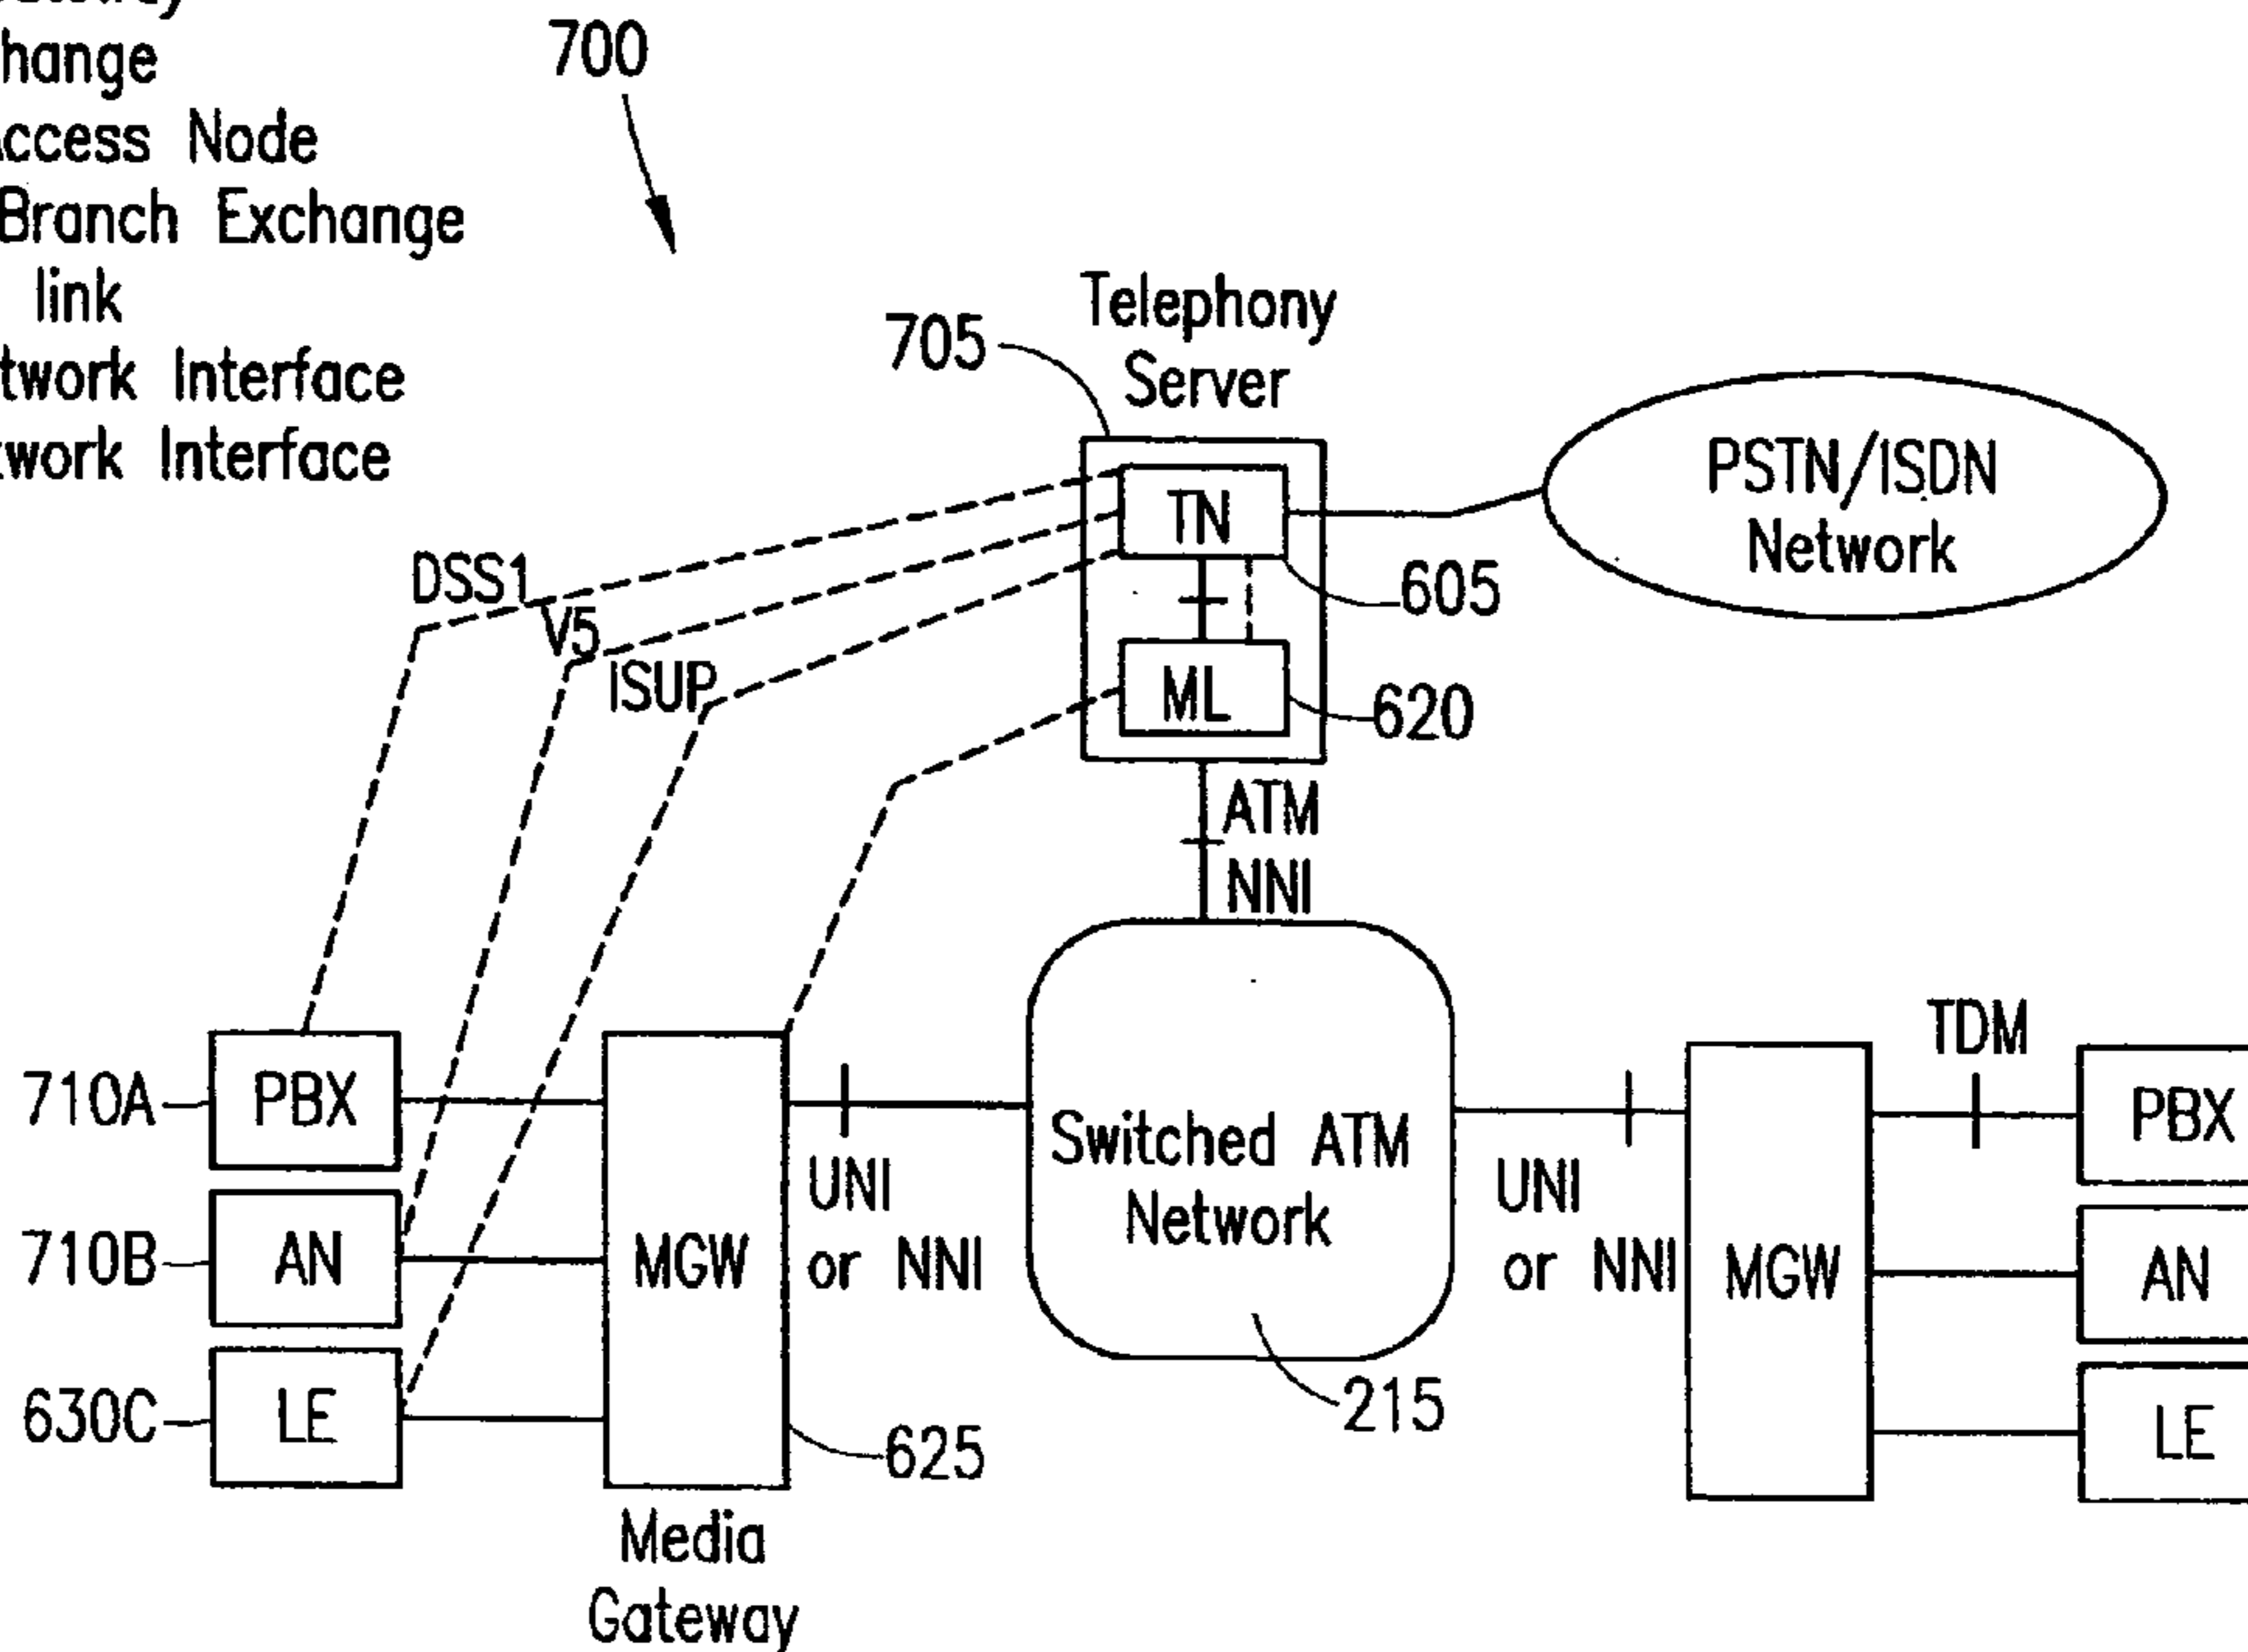 hange
700
ccess Node
Branch Exchange
link
twork Interface
twork Interface
Telephony
Server
705
TN
605
ML
620
PSTN/ISDN
Network
DSS1
V5
ISUP
ATM
NNI
710A
PBX
710B
AN
630C
LE
MGW
625
Media
Gateway
UNI
or NNI
Switched ATM
Network
215
UNI
or NNI
MGW
TDM
PBX
AN
LE